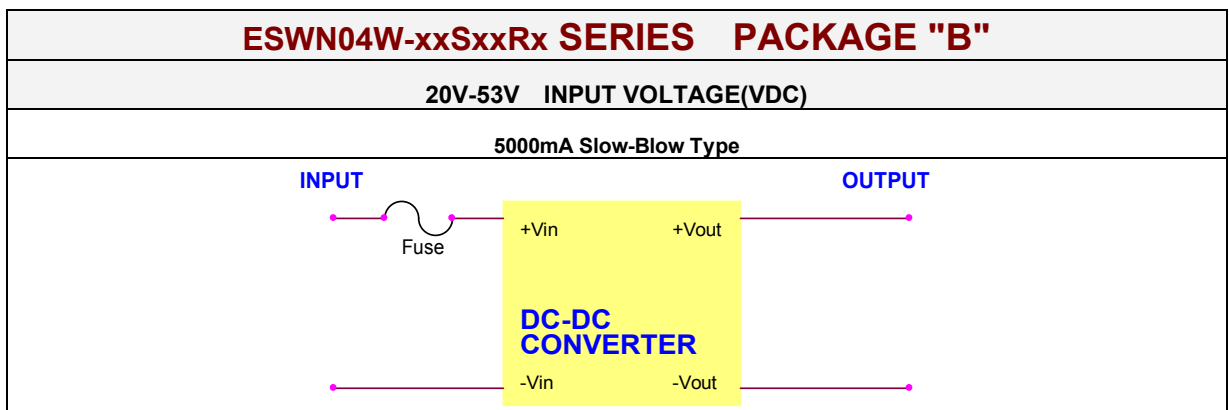 ESWN04W-xxSxxRx SERIES PACKAGE "B"
20V-53V INPUT VOLTAGE(VDC)
5000mA Slow-Blow Type
INPUT OUTPUT
+Vin +Vout
Fuse
DC-DC
CONVERTER
-Vin -Vout